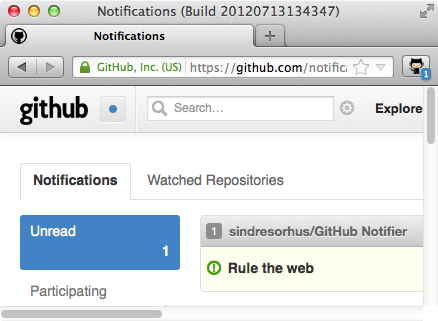 Notifications (Build 20120713134347)
Notifications
GitHub, Inc. (US) https://github.com/notific
1
github Search... Explore
Notifications Watched Repositories
Unread
1
1 sindresorhus/GitHub Notifier
Rule the web
Participating